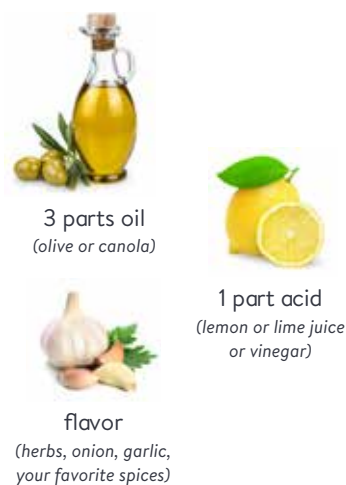 3 parts oil
(olive or canola)
1 part acid
(lemon or lime juice
or vinegar)
flavor
(herbs, onion, garlic,
your favorite spices)